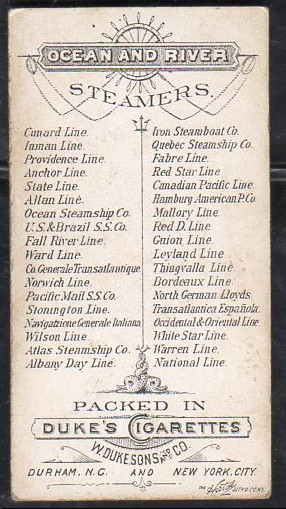 OCEAN AND RIVER
STEAMERS.
Cunard Line.
Inman Line.
Providence Line.
Anchor Line.
State Line.
Allan Line.
Ocean Steamship Co.
U.S. & Brazil S.S. Co.
Fall River Line.
Ward Line.
Co. Generale Transatlantique
Norwich Line.
Pacific Mail S.S. Co.
Stonington Line.
Navigatione Generale Italiana
Wilson Line.
Atlas Steamship Co.
Albany Day Line.
Iron Steamboat Co.
Quebec Steamship Co.
Fabre Line.
Red Star Line
Canadian Pacific Line.
Hamburg American P. Co.
Mallory Line.
Red D. Line.
Guion Line
Leyland Line
Thingvalla Line
Bordeaux Line
North German Lloyds.
Transatlantica Española.
Occidental & Oriental Line
White Star Line.
Warren Line.
National Line.
PACKED IN
DUKE'S CIGARETTES
W. DUKE, SONS AND CO.
DURHAM, N.C. AND NEW YORK, CITY.
THE LITH. CO. N.Y.